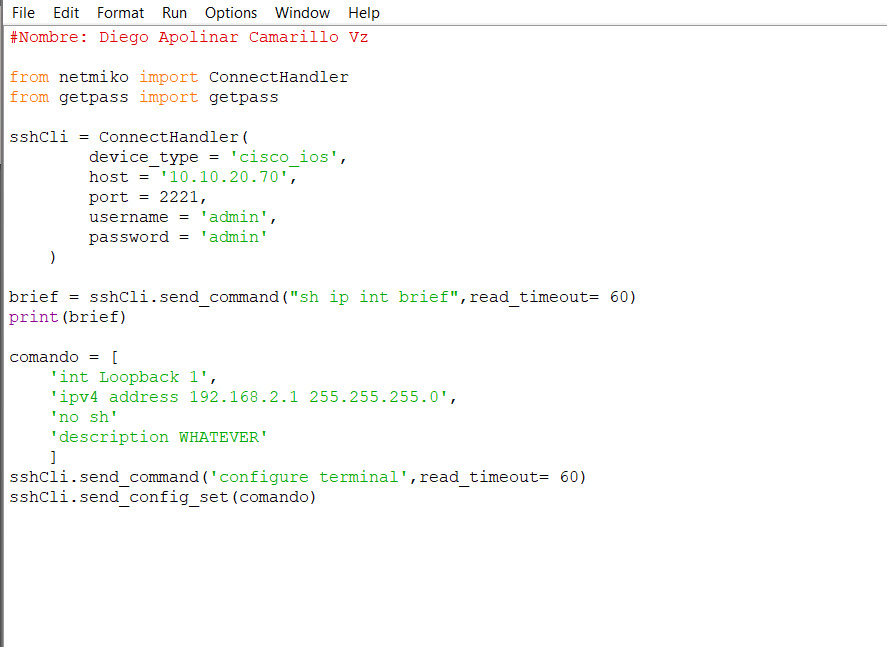 File Edit Format Run Options Window Help
#Nombre: Diego Apolinar Camarillo Vz
from netmiko import ConnectHandler
from getpass import getpass
sshCli = ConnectHandler(
        device_type = 'cisco_ios',
        host = '10.10.20.70',
        port = 2221,
        username = 'admin',
        password = 'admin'
    )
brief = sshCli.send_command("sh ip int brief",read_timeout= 60)
print(brief)
comando = [
    'int Loopback 1',
    'ipv4 address 192.168.2.1 255.255.255.0',
    'no sh'
    'description WHATEVER'
    ]
sshCli.send_command('configure terminal',read_timeout= 60)
sshCli.send_config_set(comando)